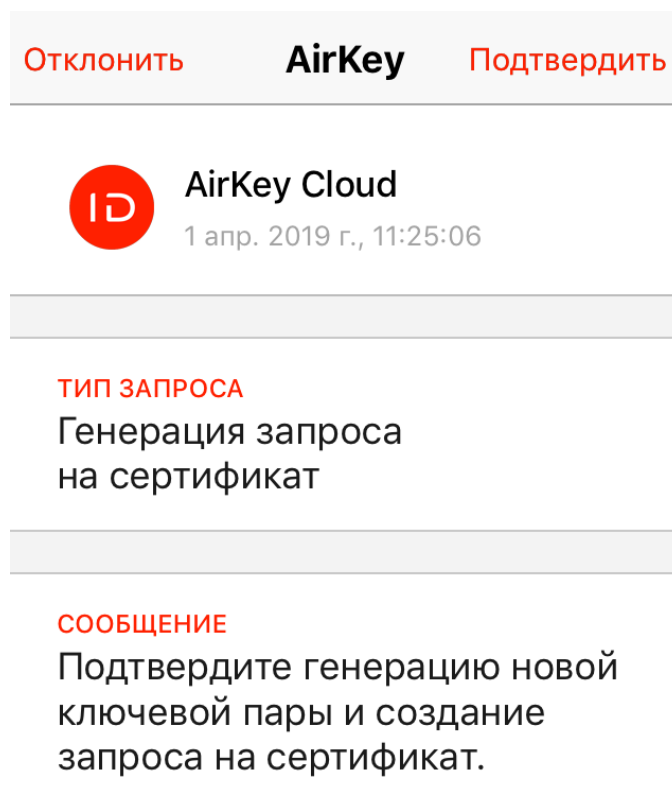 Отклонить AirKey Подтвердить
ID AirKey Cloud
1 апр. 2019 г., 11:25:06
ТИП ЗАПРОСА
Генерация запроса
на сертификат
СООБЩЕНИЕ
Подтвердите генерацию новой
ключевой пары и создание
запроса на сертификат.